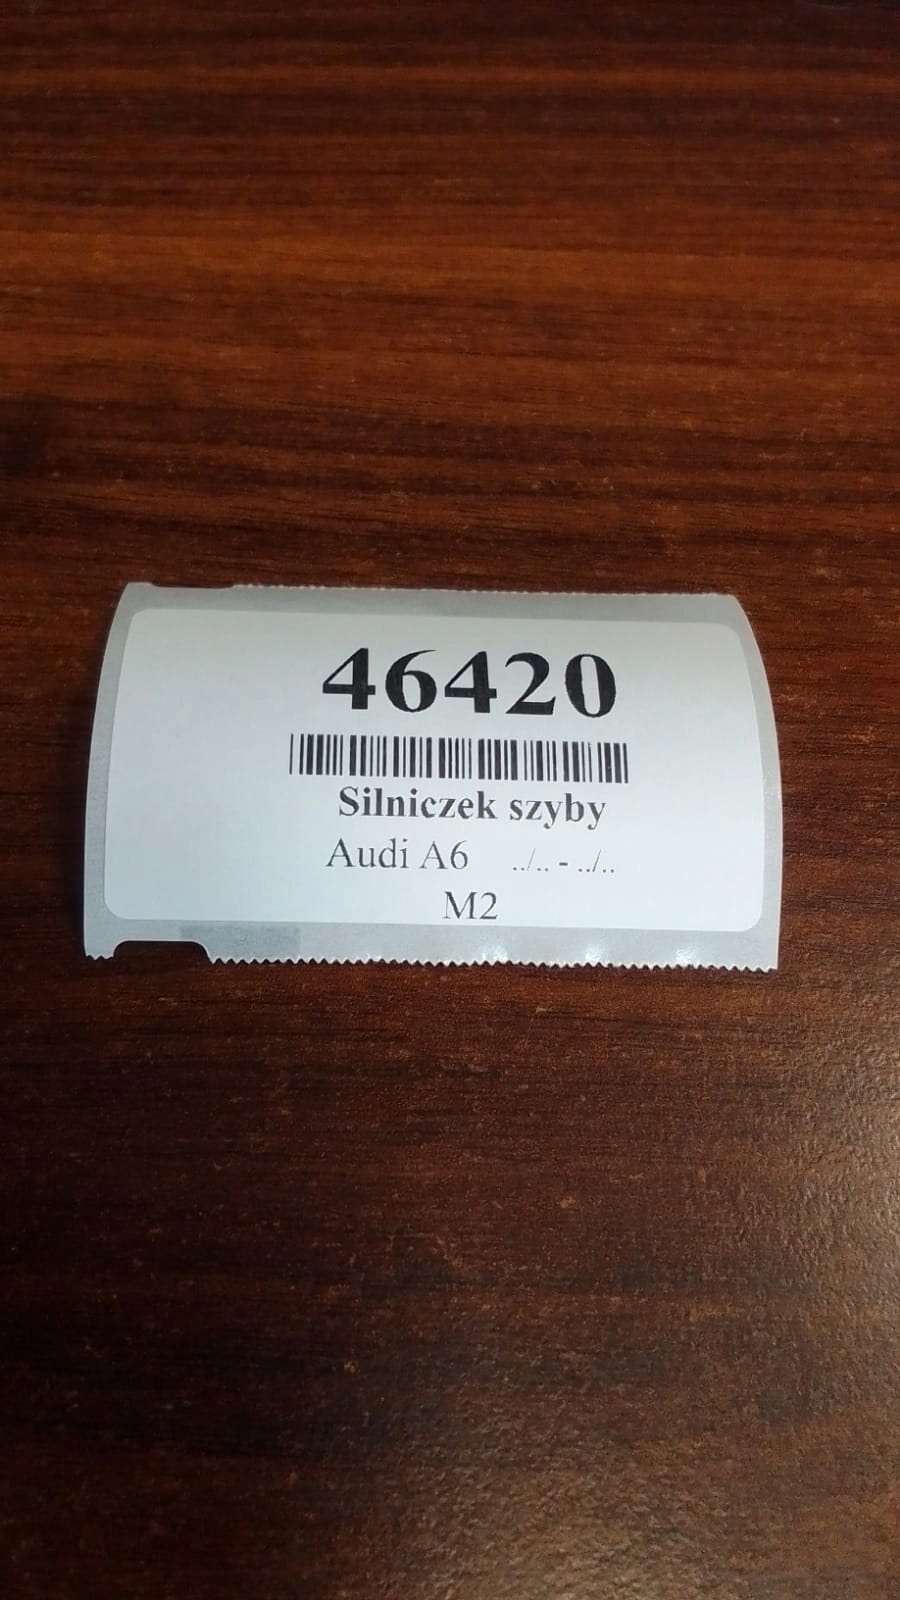 46420
Silniczek szyby
Audi A6 ../.. - ../..
M2